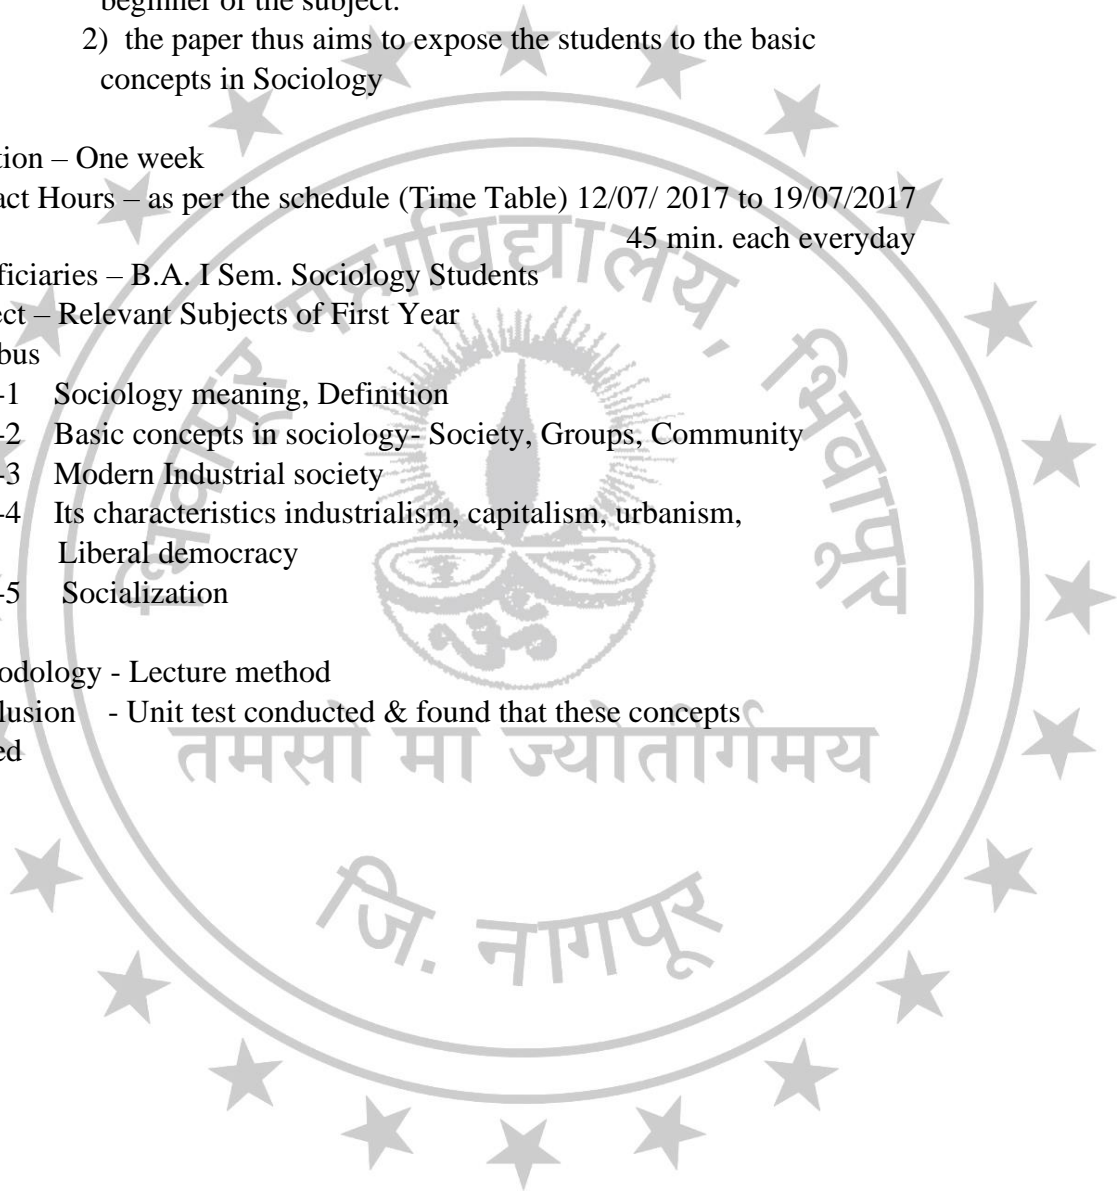 beginner of the subject.
2) the paper thus aims to expose the students to the basic
concepts in Sociology
tion – One week
act Hours – as per the schedule (Time Table) 12/07/ 2017 to 19/07/2017
45 min. each everyday
ficiaries – B.A. I Sem. Sociology Students
ect – Relevant Subjects of First Year
bus
-1 Sociology meaning, Definition
-2 Basic concepts in sociology- Society, Groups, Community
-3 Modern Industrial society
-4 Its characteristics industrialism, capitalism, urbanism,
Liberal democracy
-5 Socialization
odology - Lecture method
lusion - Unit test conducted & found that these concepts
ed
भिवापूर महाविद्यालय, भिवापूर
तमसो मा ज्योतीर्गमय
जि. नागपूर